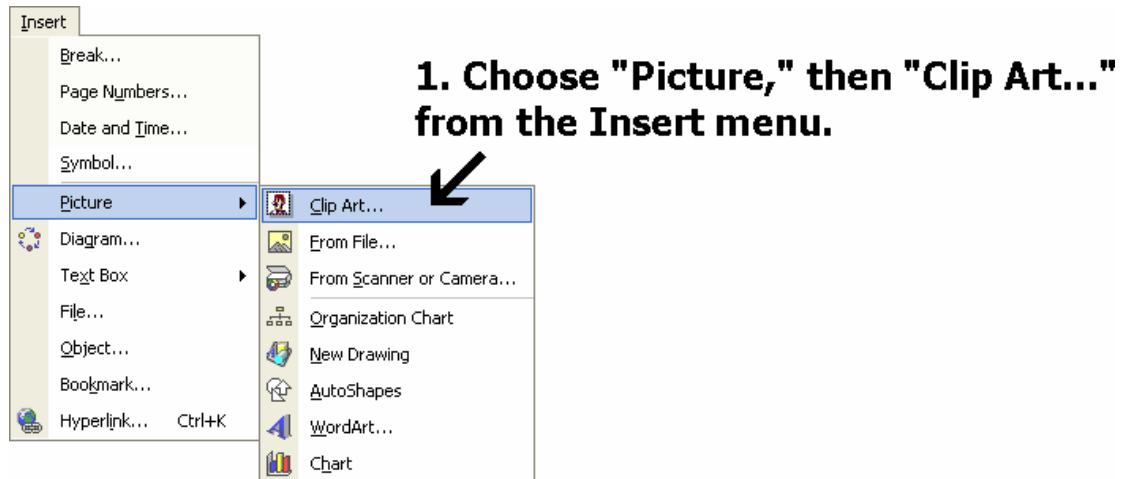 Insert
Break...
Page Numbers...
Date and Time...
Symbol...
Picture
Diagram...
Text Box
File...
Object...
Bookmark...
Hyperlink... Ctrl+K
1. Choose "Picture," then "Clip Art..."
from the Insert menu.
Clip Art...
From File...
From Scanner or Camera...
Organization Chart
New Drawing
AutoShapes
WordArt...
Chart